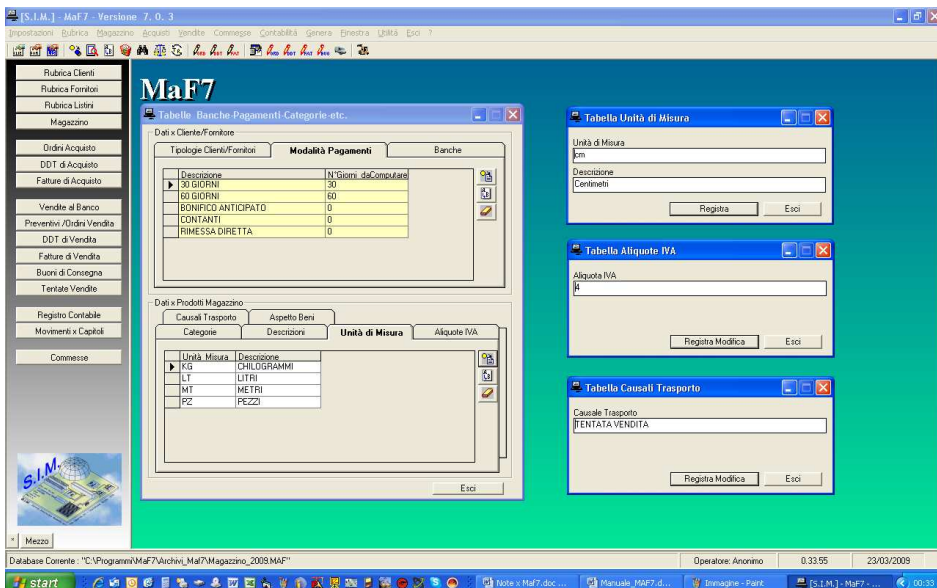 [S.I.M.] - MaF7 - Versione 7. 0. 3
Impostazioni Rubrica Magazzino Acquisti Vendite Commesse Contabilità Genera Finestra Utilità Esci ?
MaF7
Rubrica Clienti
Rubrica Fornitori
Rubrica Listini
Magazzino
Ordini Acquisto
DDT di Acquisto
Fatture di Acquisto
Vendite al Banco
Preventivi /Ordini Vendita
DDT di Vendita
Fatture di Vendita
Buoni di Consegna
Tentate Vendite
Registro Contabile
Movimenti x Capitoli
Commesse
S.I.M.
* Mezzo
Tabelle Banche-Pagamenti-Categorie-etc.
Dati x Cliente/Fornitore
Tipologie Clienti/Fornitori Modalità Pagamenti Banche
Descrizione N°Giorni_daComputare
30 GIORNI 30
60 GIORNI 60
BONIFICO ANTICIPATO 0
CONTANTI 0
RIMESSA DIRETTA 0
Dati x Prodotti Magazzino
Causali Trasporto Aspetto Beni
Categorie Descrizioni Unità di Misura Aliquote IVA
Unità_Misura Descrizione
KG CHILOGRAMMI
LT LITRI
MT METRI
PZ PEZZI
Esci
Tabella Unità di Misura
Unità di Misura
cm
Descrizione
Centimetri
Registra Esci
Tabella Aliquote IVA
Aliquota IVA
4
Registra Modifica Esci
Tabella Causali Trasporto
Causale Trasporto
TENTATA VENDITA
Registra Modifica Esci
Database Corrente : "C:\Programmi\MaF7\Archivi_Maf7\Magazzino_2009.MAF" Operatore: Anonimo 0.33.55 23/03/2009
start Note x Maf7.doc ... Manuale_MAF7.d... Immagine - Paint [S.I.M.] - MaF7 - ... 00:33